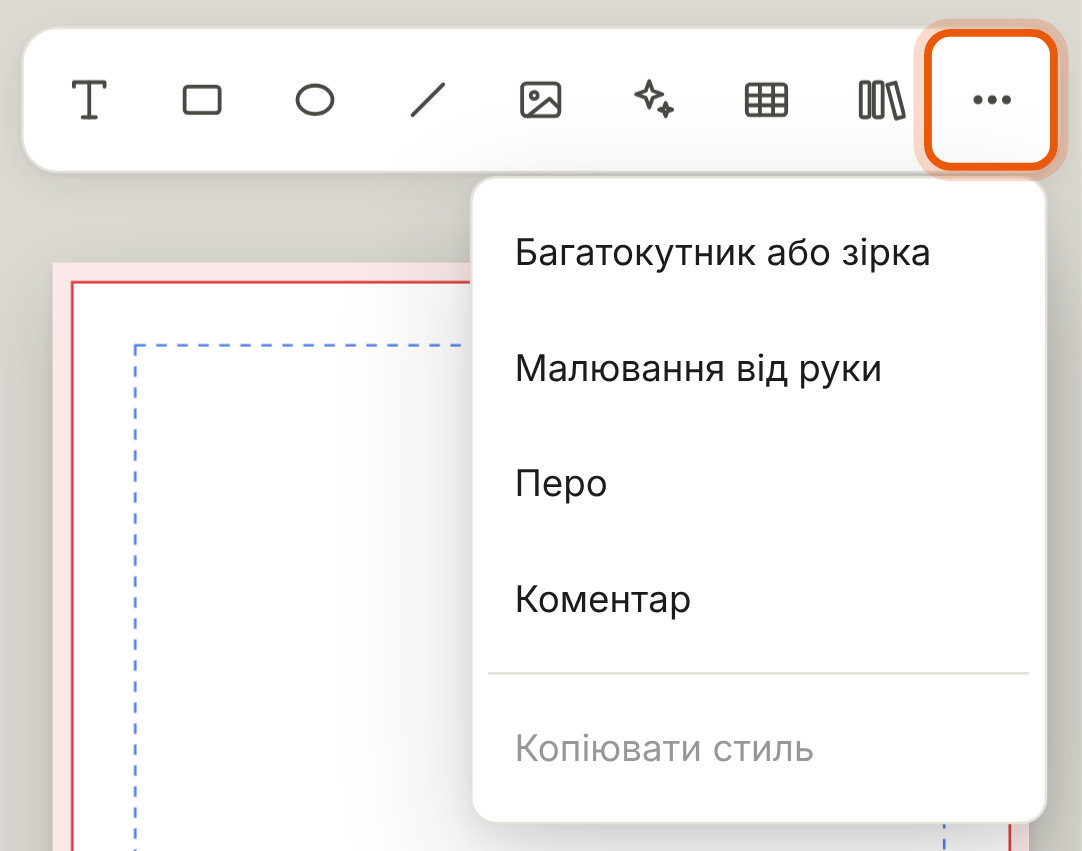 Багатокутник або зірка
Малювання від руки
Перо
Коментар
Копіювати стиль